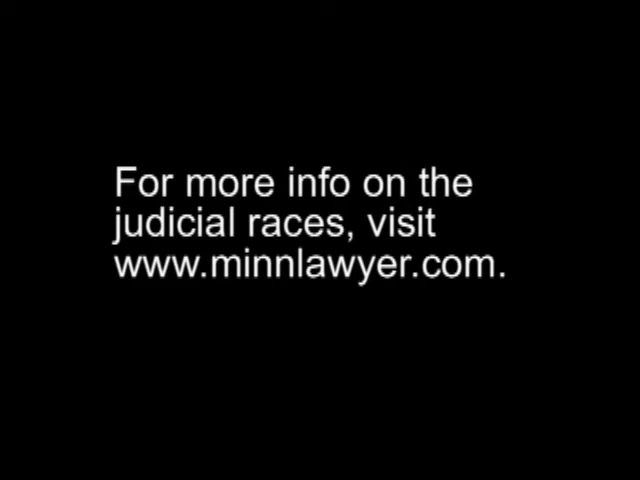 For more info on the
judicial races, visit
www.minnlawyer.com.